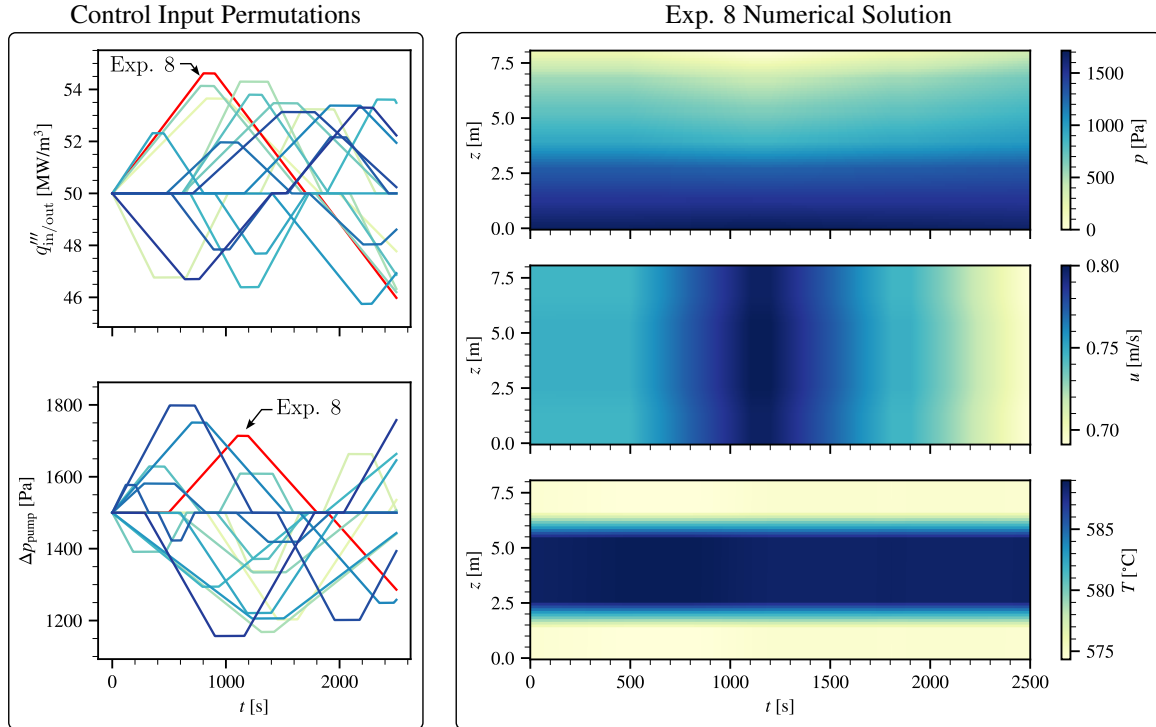 Control Input Permutations
Exp. 8
54
52
50
48
46
q′′′in/out [MW/m³]
Exp. 8
1800
1600
1400
1200
Δp_pump [Pa]
0 1000 2000
t [s]
Exp. 8 Numerical Solution
7.5
5.0
2.5
0.0
z [m]
1500
1000
500
0
p [Pa]
7.5
5.0
2.5
0.0
z [m]
0.80
0.75
0.70
u [m/s]
7.5
5.0
2.5
0.0
z [m]
585
580
575
T [°C]
0 500 1000 1500 2000 2500
t [s]